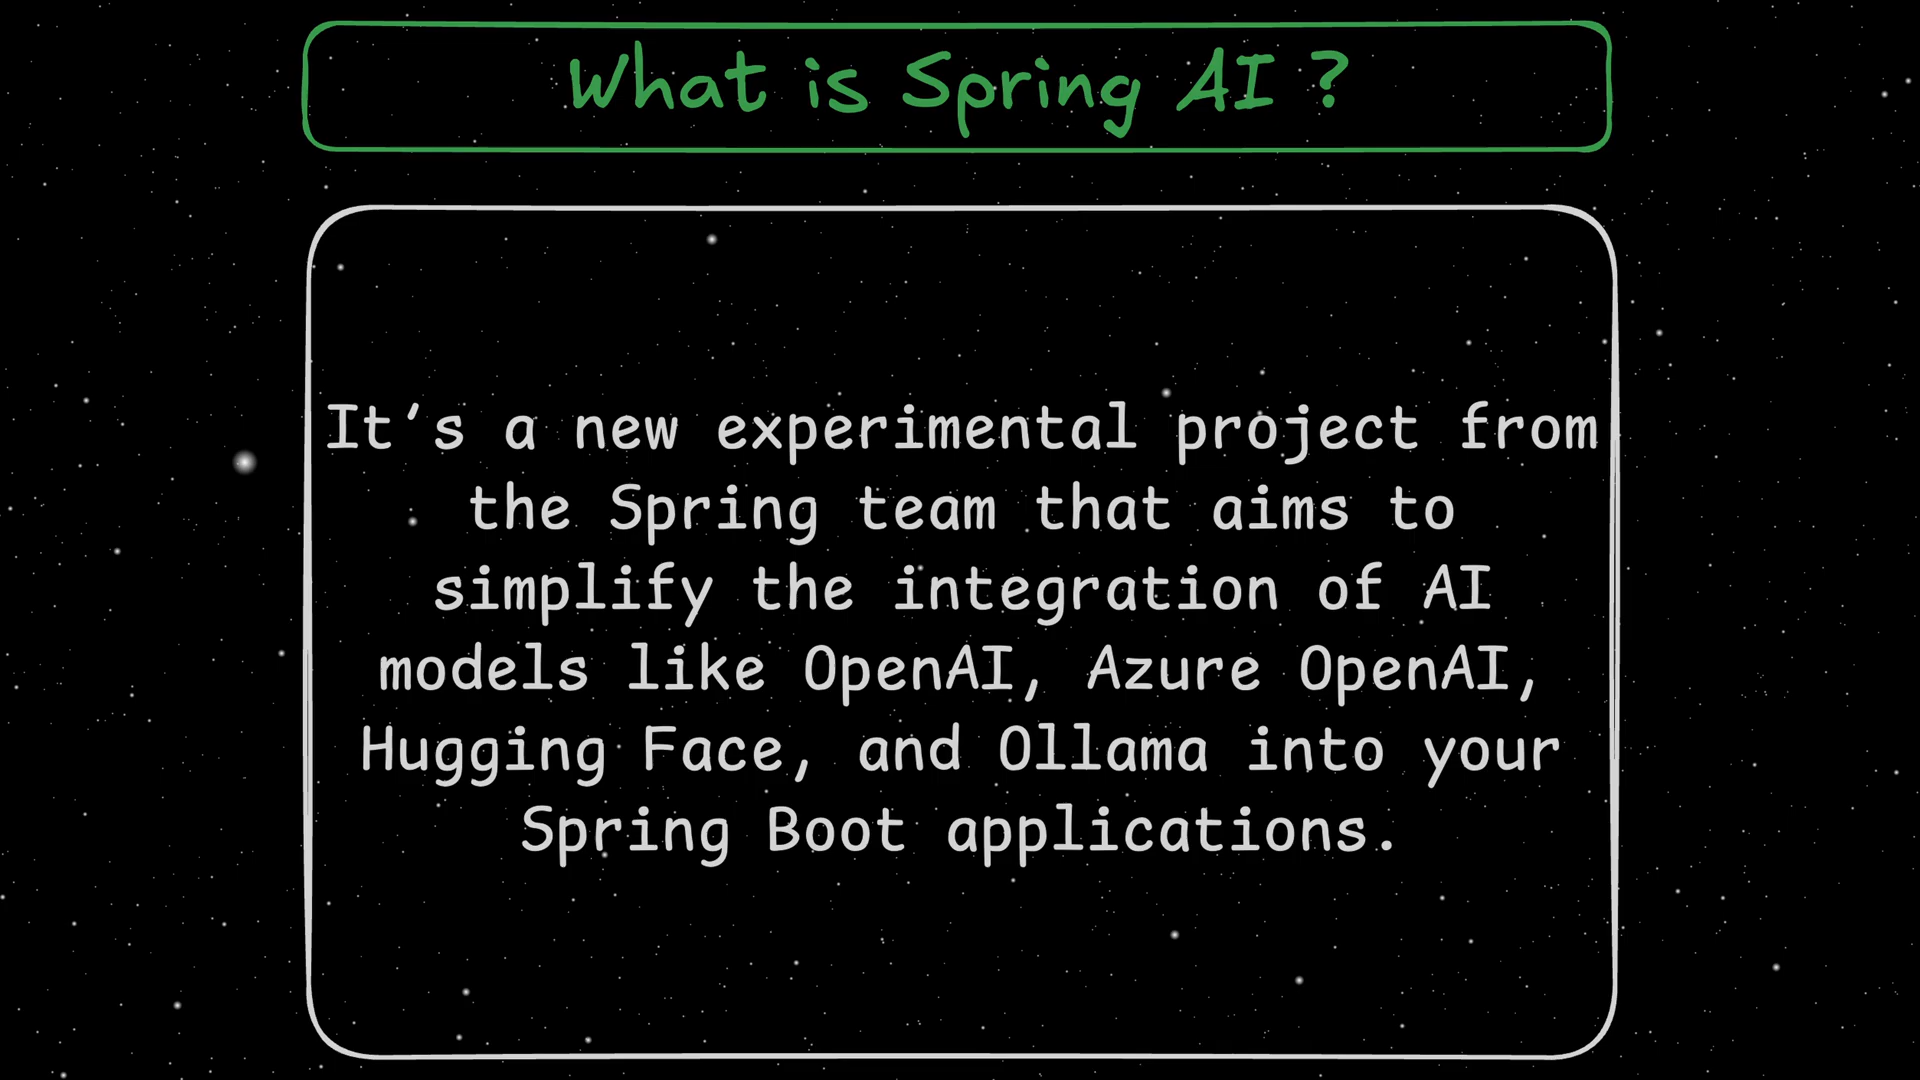 What is Spring AI ?
It's a new experimental project from
the Spring team that aims to
simplify the integration of AI
models like OpenAI, Azure OpenAI,
Hugging Face, and Ollama into your
Spring Boot applications.